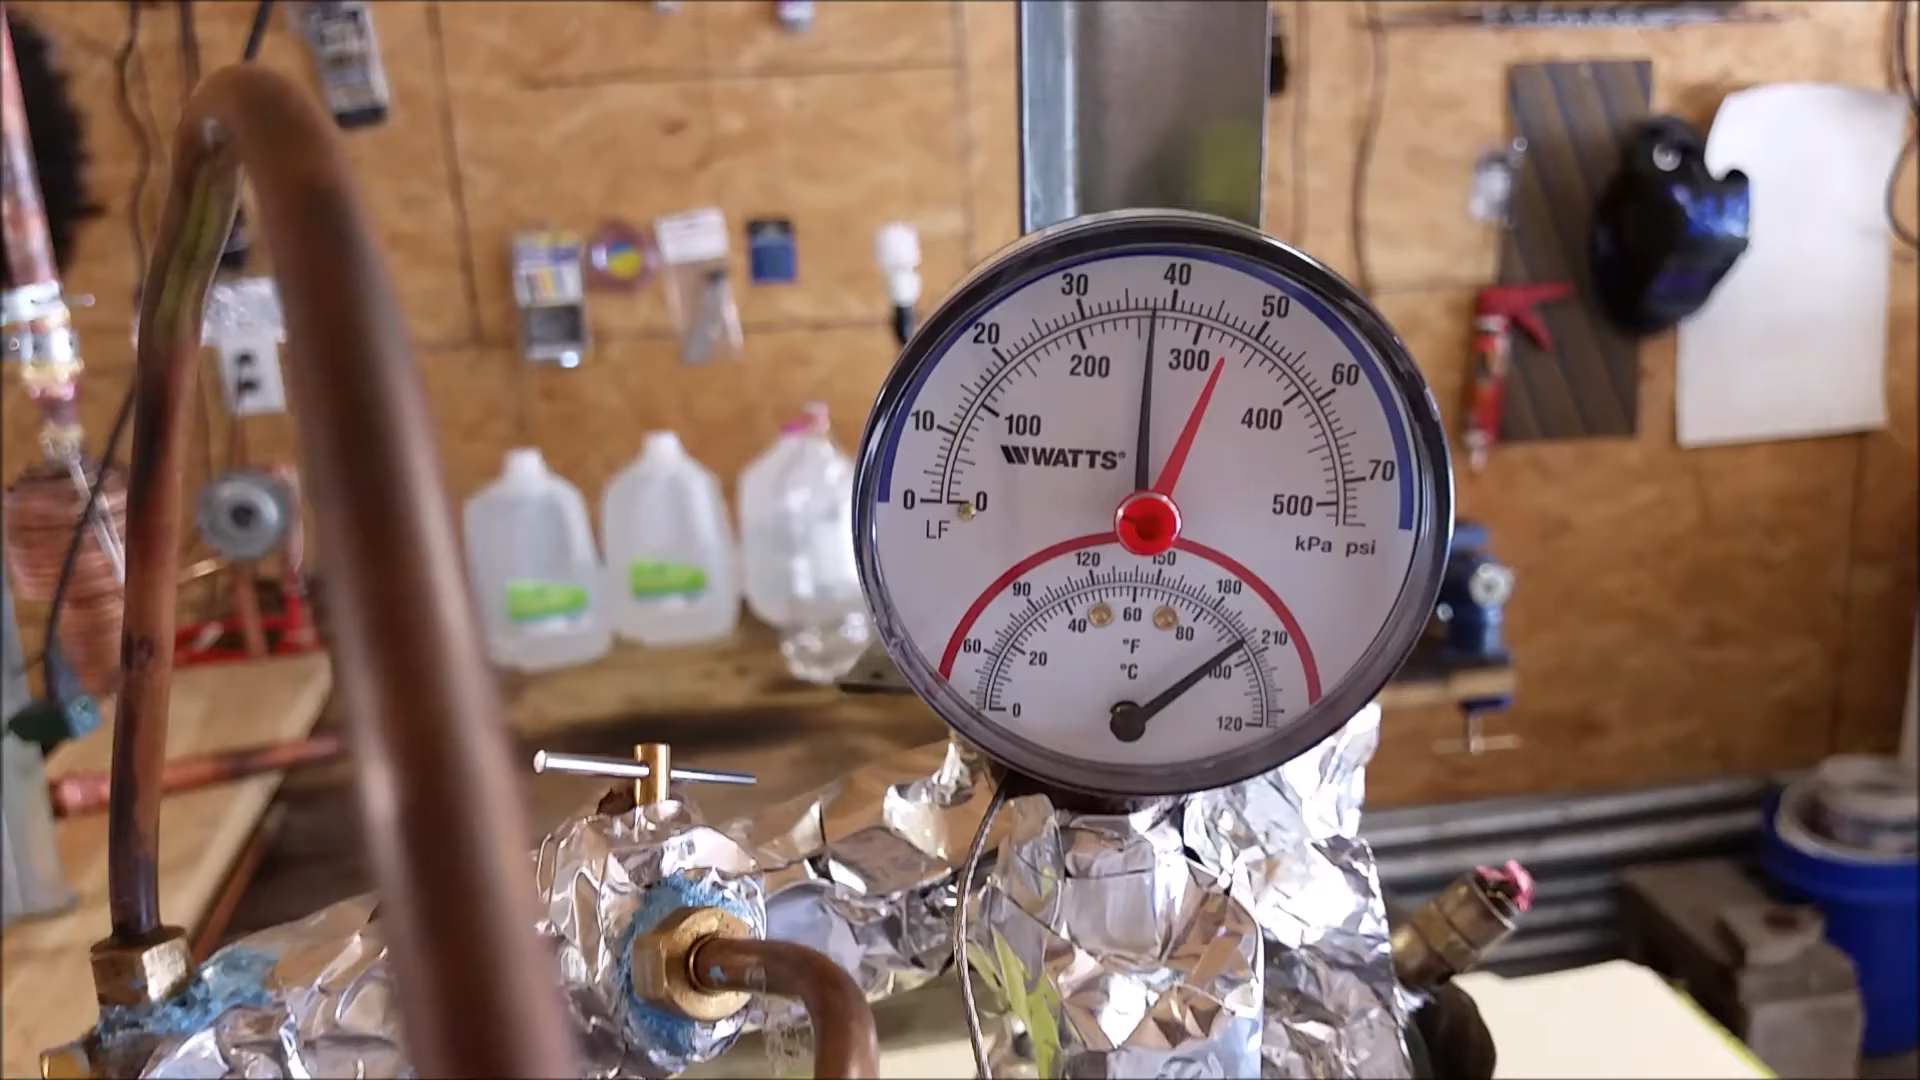 0 10 20 30 40 50 60 70
0 100 200 300 400 500
WATTS®
LF
kPa psi
60 90 120 150 180 210
0 20 40 60 80 100 120
°F
°C